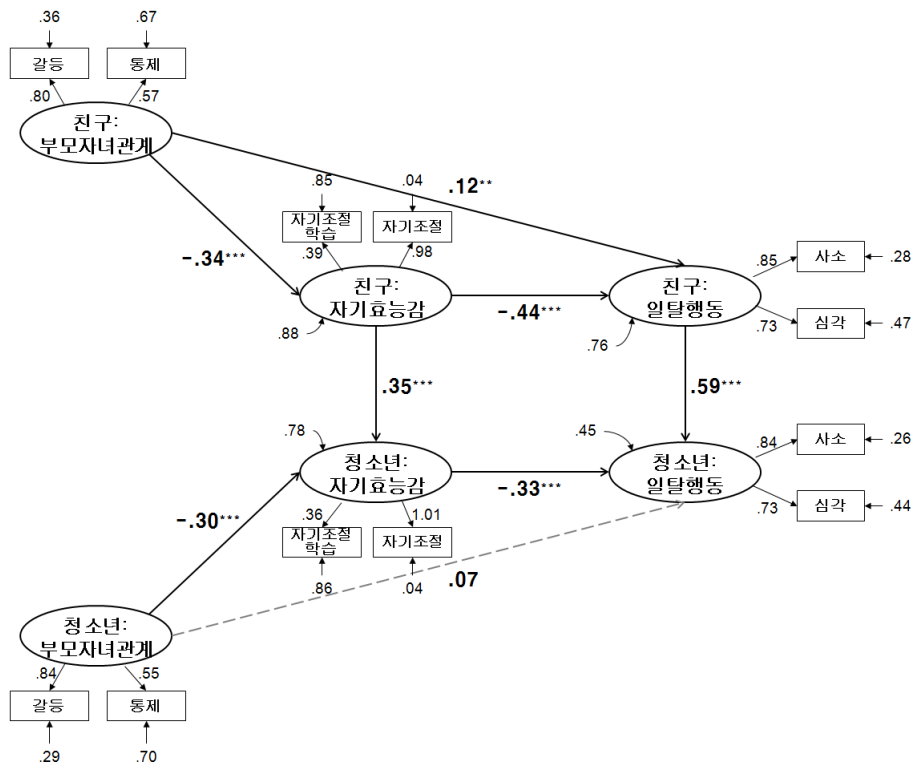 .36 .67
갈등 통제
.80 .57
친구:
부모자녀관계
.12**
.85 .04
자기조절
학습
자기조절
.39 .98
-.34***
친구:
자기효능감
.88
-.44***
친구:
일탈행동
.76
.85 사소 .28
.73 심각 .47
.35***
.59***
.78
청소년:
자기효능감
-.33***
.45
청소년:
일탈행동
.84 사소 .26
.73 심각 .44
-.30***
.36 1.01
자기조절
학습
자기조절
.86 .04
.07
청소년:
부모자녀관계
.84 .55
갈등 통제
.29 .70